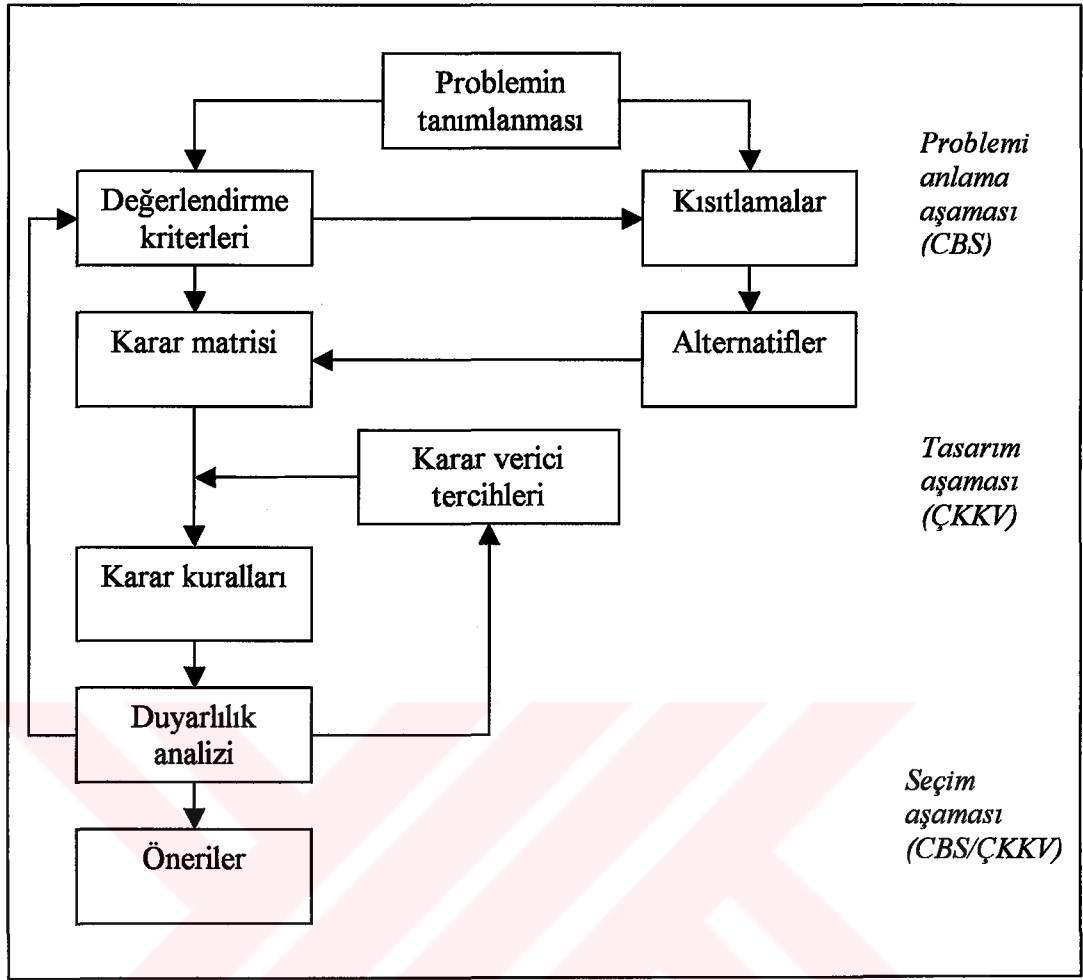 Problemin
tanımlanması
Değerlendirme
kriterleri
Kısıtlamalar
Problemi
anlama
aşaması
(CBS)
Karar matrisi
Alternatifler
Karar verici
tercihleri
Tasarım
aşaması
(ÇKKV)
Karar kuralları
Duyarlılık
analizi
Seçim
aşaması
(CBS/ÇKKV)
Öneriler